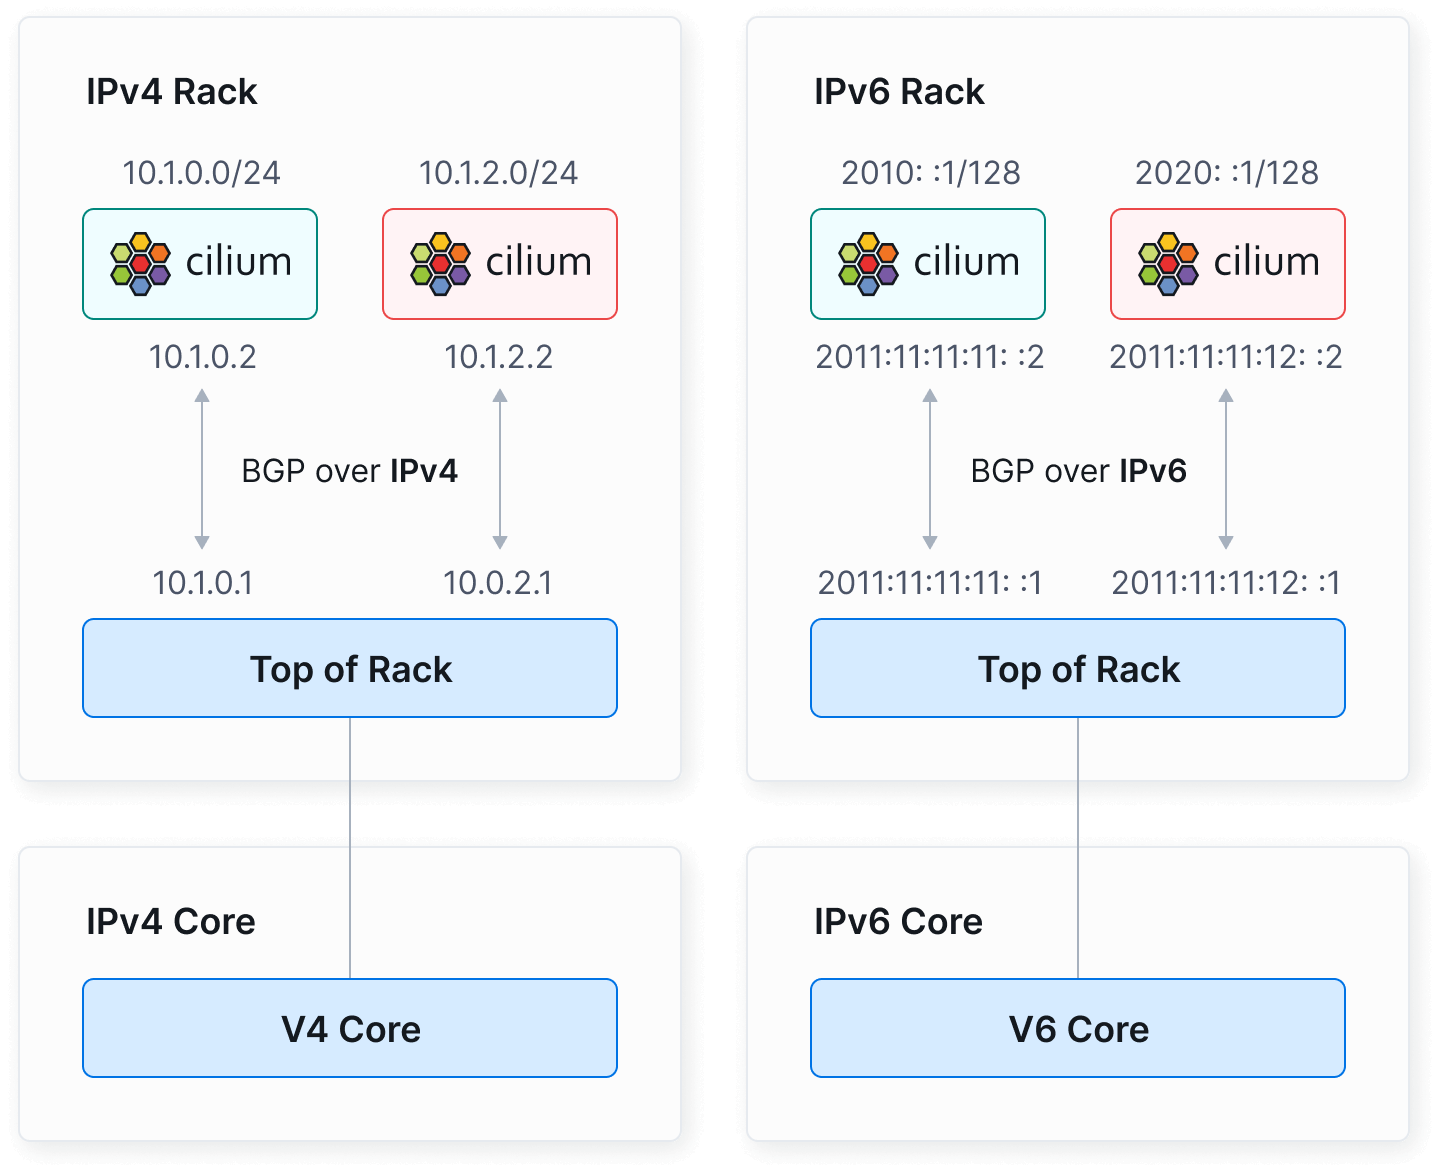 IPv4 Rack
10.1.0.0/24
10.1.2.0/24
cilium
cilium
10.1.0.2
10.1.2.2
BGP over IPv4
10.1.0.1
10.0.2.1
Top of Rack
IPv4 Core
V4 Core
IPv6 Rack
2010: :1/128
2020: :1/128
cilium
cilium
2011:11:11:11: :2
2011:11:11:12: :2
BGP over IPv6
2011:11:11:11: :1
2011:11:11:12: :1
Top of Rack
IPv6 Core
V6 Core